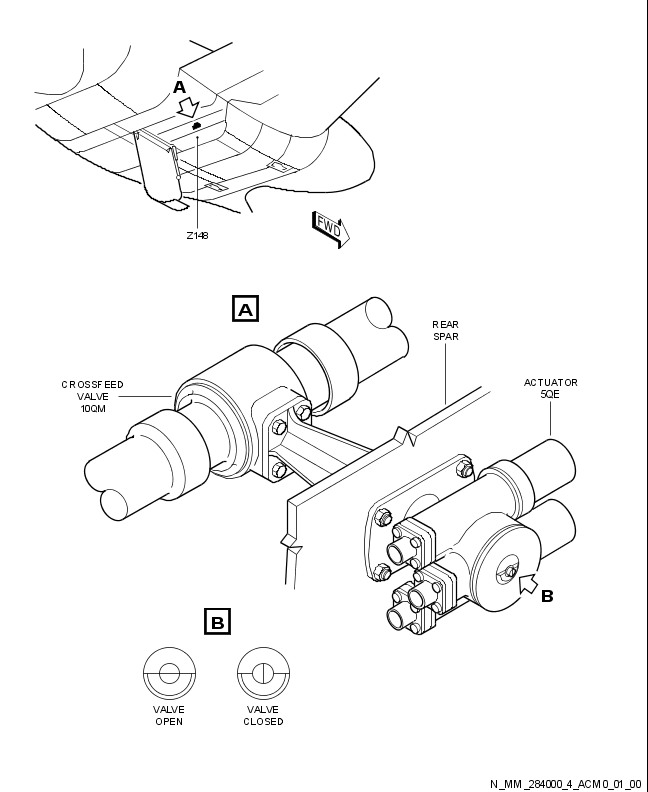 A
Z148
FWD
A
REAR
SPAR
CROSSFEED
VALVE
10QM
ACTUATOR
5QE
B
B
VALVE
OPEN
VALVE
CLOSED
N_MM_284000_4_ACM0_01_00